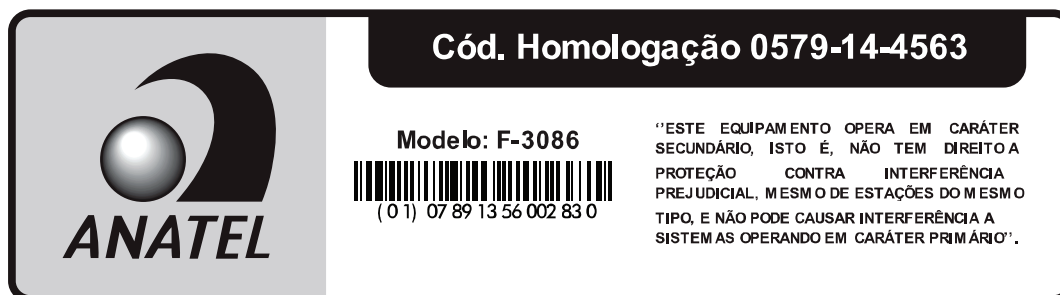 Cód. Homologação 0579-14-4563
ANATEL
Modelo: F-3086
(01) 07891356002830
"ESTE EQUIPAMENTO OPERA EM CARÁTER
SECUNDÁRIO, ISTO É, NÃO TEM DIREITO A
PROTEÇÃO CONTRA INTERFERÊNCIA
PREJUDICIAL, MESMO DE ESTAÇÕES DO MESMO
TIPO, E NÃO PODE CAUSAR INTERFERÊNCIA A
SISTEMAS OPERANDO EM CARÁTER PRIMÁRIO".